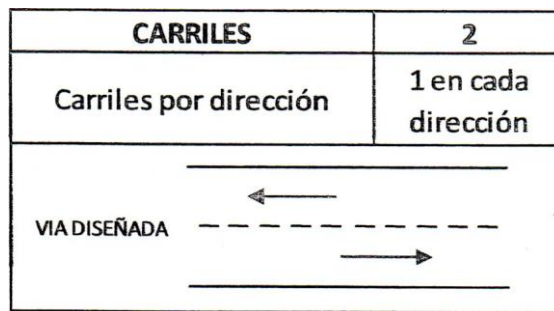 CARRILES 2
Carriles por dirección 1 en cada
dirección
VIA DISEÑADA